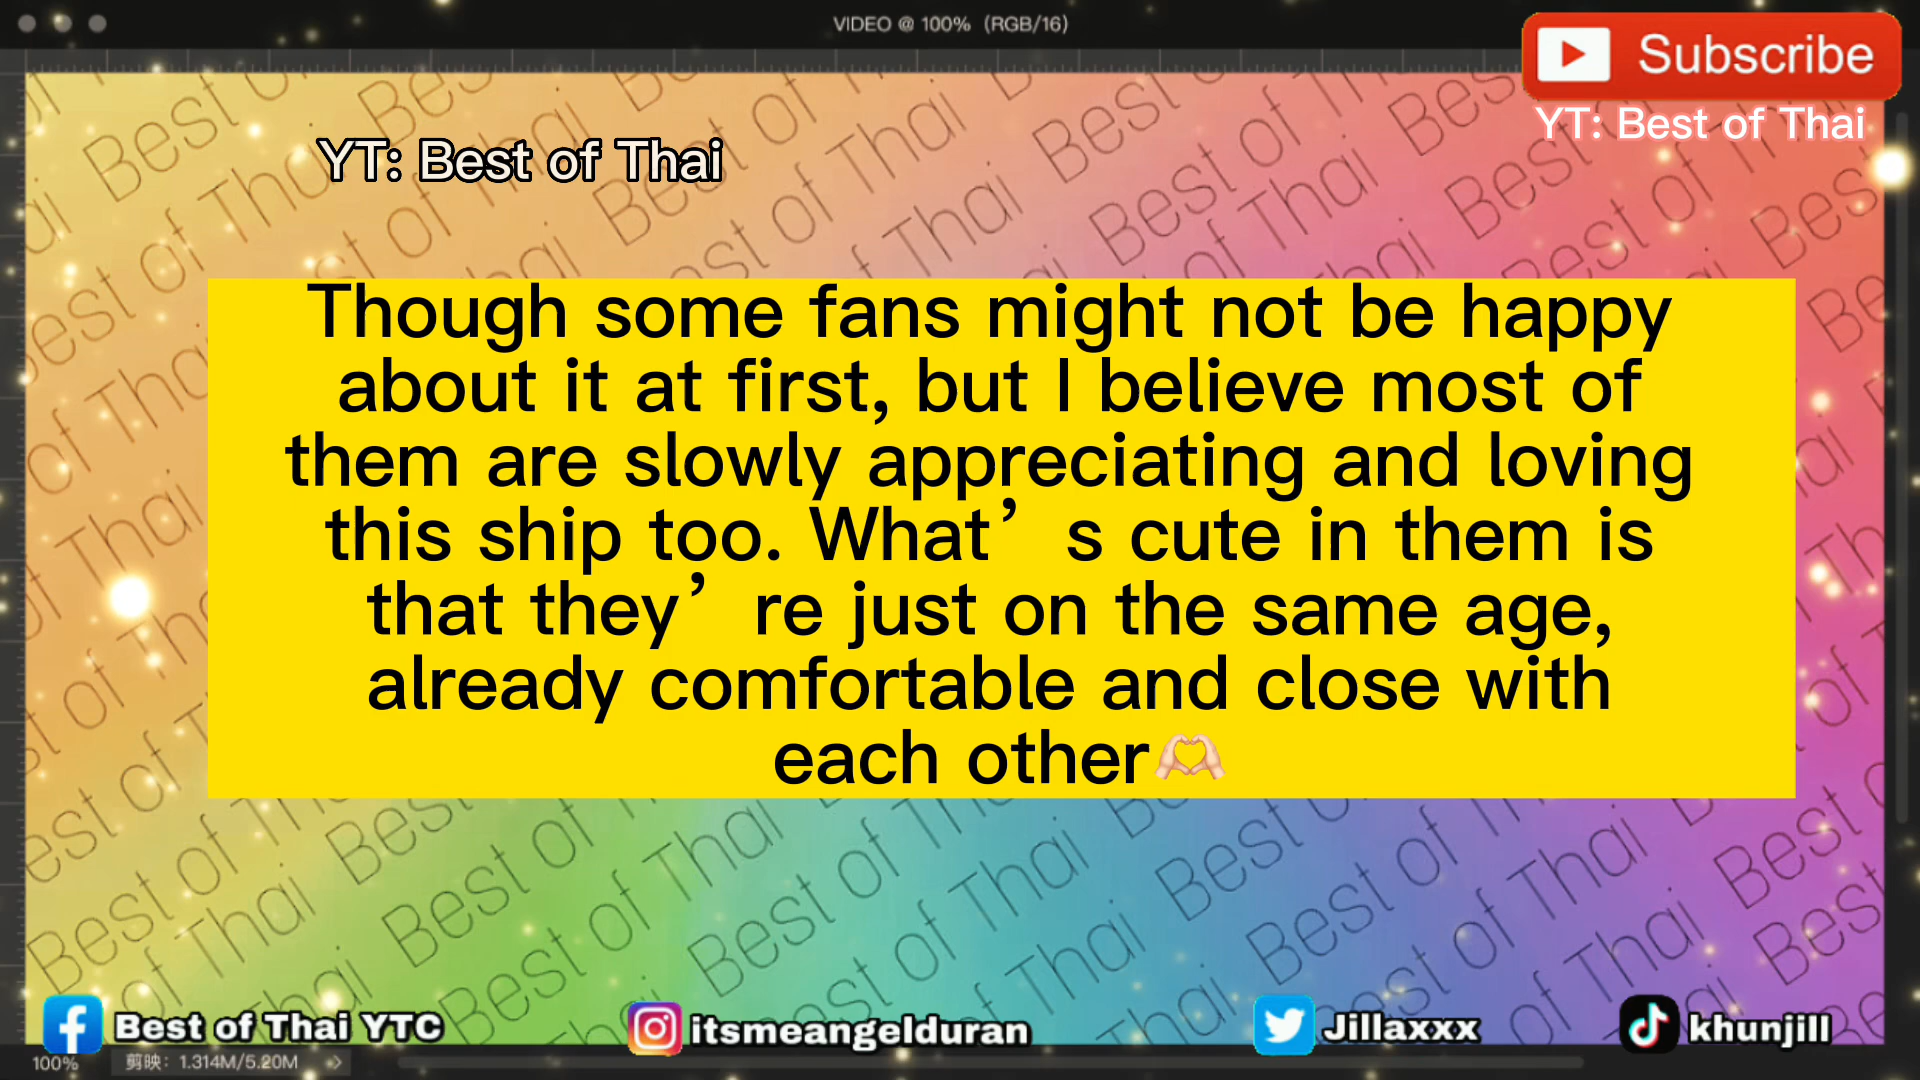 VIDEO @ 100% (RGB/16)
Subscribe
YT: Best of Thai
YT: Best of Thai
Though some fans might not be happy
about it at first, but I believe most of
them are slowly appreciating and loving
this ship too. What’s cute in them is
that they’re just on the same age,
already comfortable and close with
each other🫶🏻
Best of Thai YTC
itsmeangelduran
Jillaxxx
khunjill
100%
剪映: 1.314M/5.20M